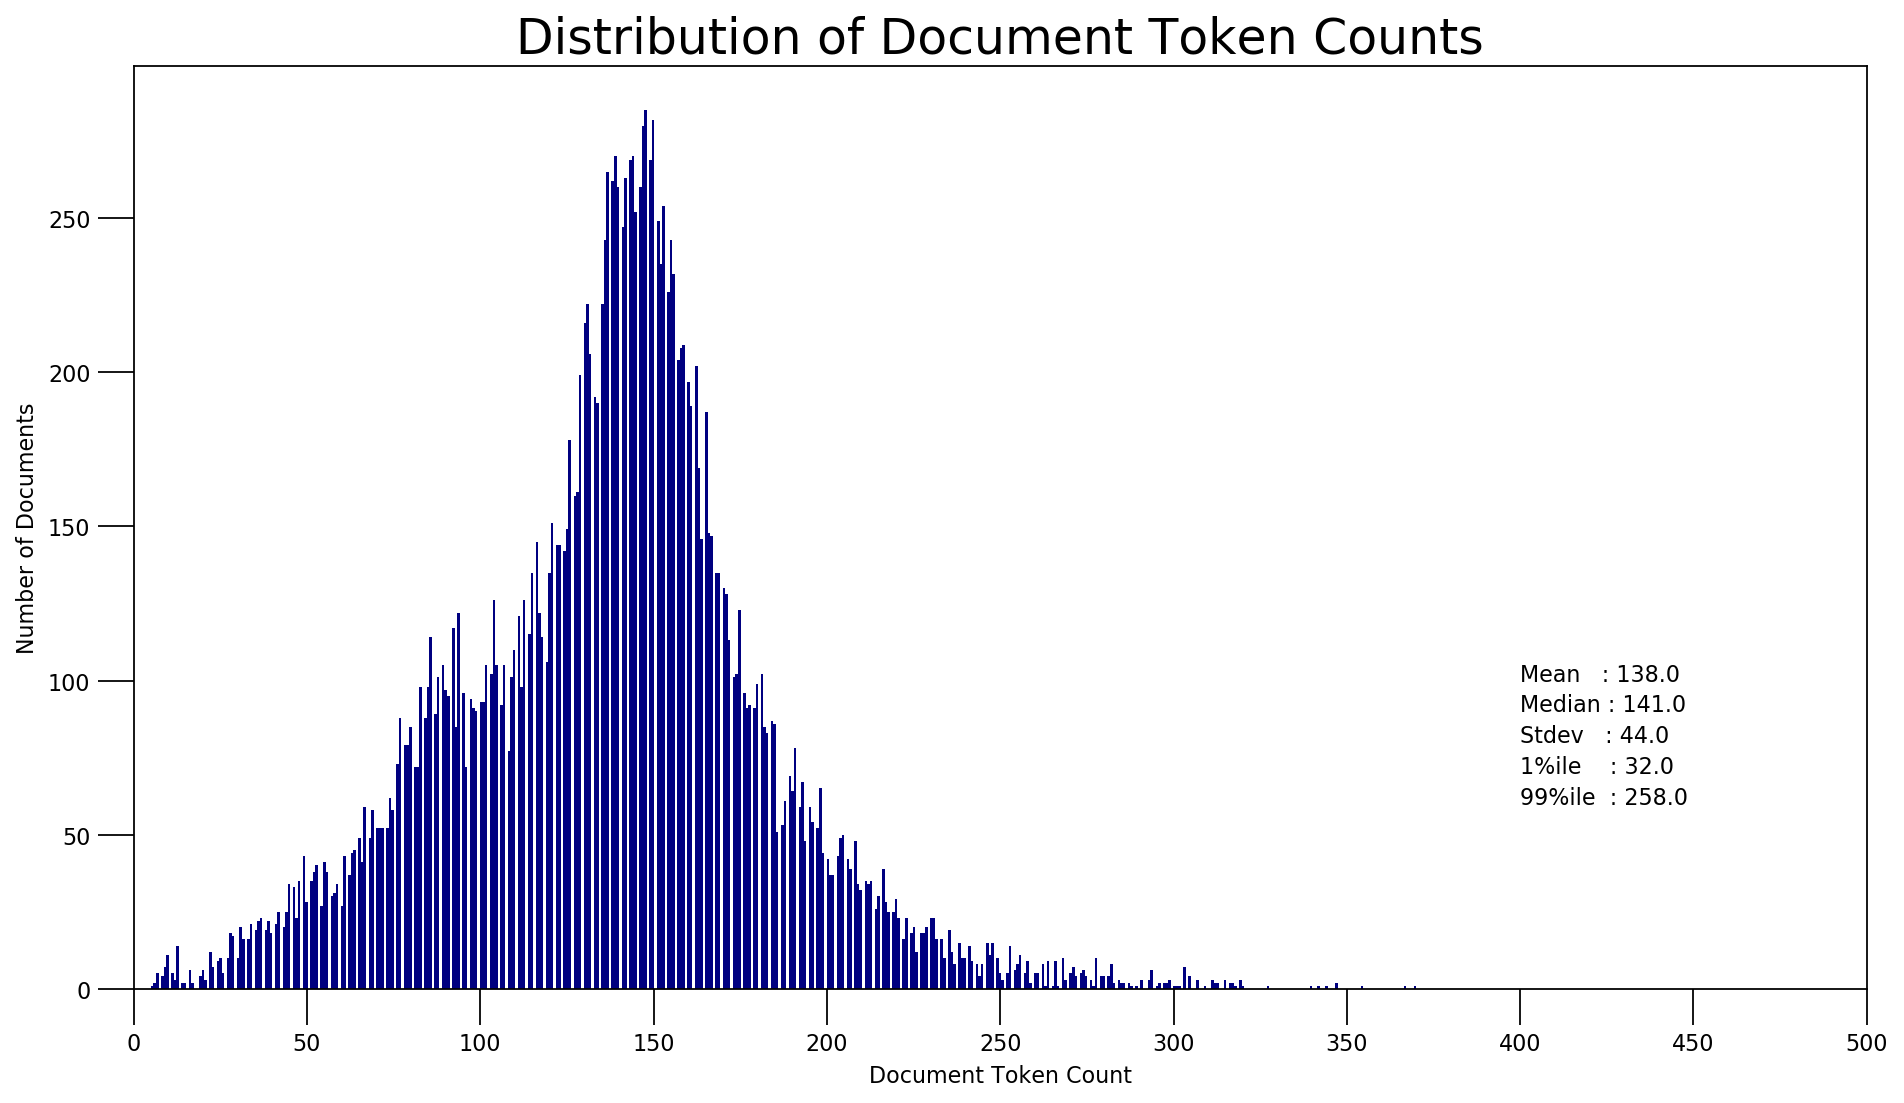 Distribution of Document Token Counts
Number of Documents
250
200
150
100
50
0
Mean : 138.0
Median : 141.0
Stdev : 44.0
1%ile : 32.0
99%ile : 258.0
0 50 100 150 200 250 300 350 400 450 500
Document Token Count